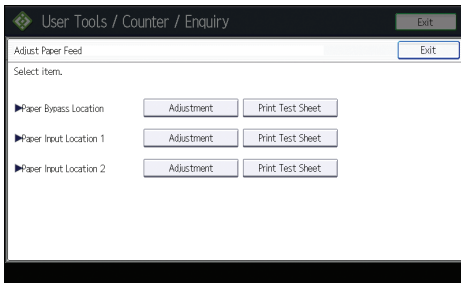 User Tools / Counter / Enquiry Exit
Adjust Paper Feed Exit
Select item.
▶Paper Bypass Location Adjustment Print Test Sheet
▶Paper Input Location 1 Adjustment Print Test Sheet
▶Paper Input Location 2 Adjustment Print Test Sheet